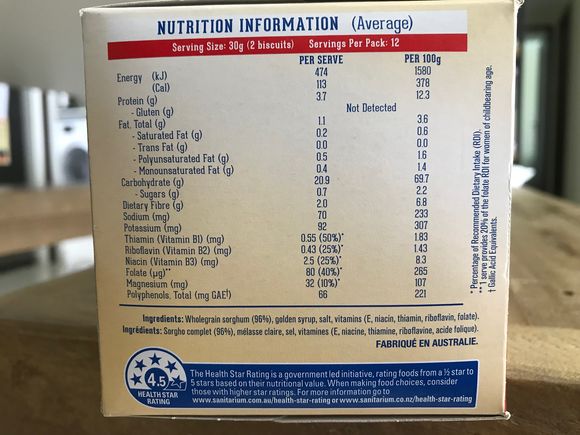 NUTRITION INFORMATION (Average)
Serving Size: 30g (2 biscuits) Servings Per Pack: 12
PER SERVE PER 100g
Energy (kJ) 474 1580
(Cal) 113 378
Protein (g) 3.7 12.3
- Gluten (g) Not Detected
Fat, Total (g) 1.1 3.6
- Saturated Fat (g) 0.2 0.6
- Trans Fat (g) 0.0 0.0
- Polyunsaturated Fat (g) 0.5 1.6
- Monounsaturated Fat (g) 0.4 1.4
Carbohydrate (g) 20.9 69.7
- Sugars (g) 0.7 2.2
Dietary Fibre (g) 2.0 6.8
Sodium (mg) 70 233
Potassium (mg) 92 307
Thiamin (Vitamin B1) (mg) 0.55 (50%)* 1.83
Riboflavin (Vitamin B2) (mg) 0.43 (25%)* 1.43
Niacin (Vitamin B3) (mg) 2.5 (25%)* 8.3
Folate (µg)** 80 (40%)* 265
Magnesium (mg) 32 (10%)* 107
Polyphenols, Total (mg GAE†) 66 221
* Percentage of Recommended Dietary Intake (RDI).
** 1 serve provides 20% of the folate RDI for women of childbearing age.
† Gallic Acid Equivalents.
Ingredients: Wholegrain sorghum (96%), golden syrup, salt, vitamins (E, niacin, thiamin, riboflavin, folate).
Ingrédients: Sorgho complet (96%), mélasse claire, sel, vitamines (E, niacine, thiamine, riboflavine, acide folique).
FABRIQUÉ EN AUSTRALIE.
4.5
HEALTH STAR
RATING
The Health Star Rating is a government led initiative, rating foods from a ½ star to
5 stars based on their nutritional value. When making food choices, consider
those with higher star ratings. For more information go to
www.sanitarium.com.au/health-star-rating or www.sanitarium.co.nz/health-star-rating